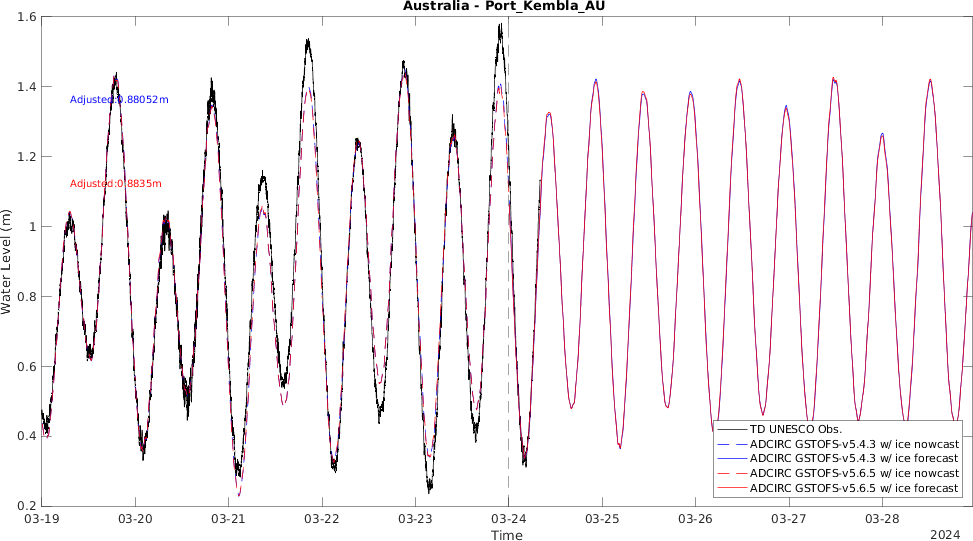 Australia - Port_Kembla_AU
1.6
1.4
1.2
1
0.8
0.6
0.4
0.2
Water Level (m)
Adjusted:0.88052m
Adjusted:0.8835m
TD UNESCO Obs.
ADCIRC GSTOFS-v5.4.3 w/ ice nowcast
ADCIRC GSTOFS-v5.4.3 w/ ice forecast
ADCIRC GSTOFS-v5.6.5 w/ ice nowcast
ADCIRC GSTOFS-v5.6.5 w/ ice forecast
03-19 03-20 03-21 03-22 03-23 03-24 03-25 03-26 03-27 03-28
Time
2024